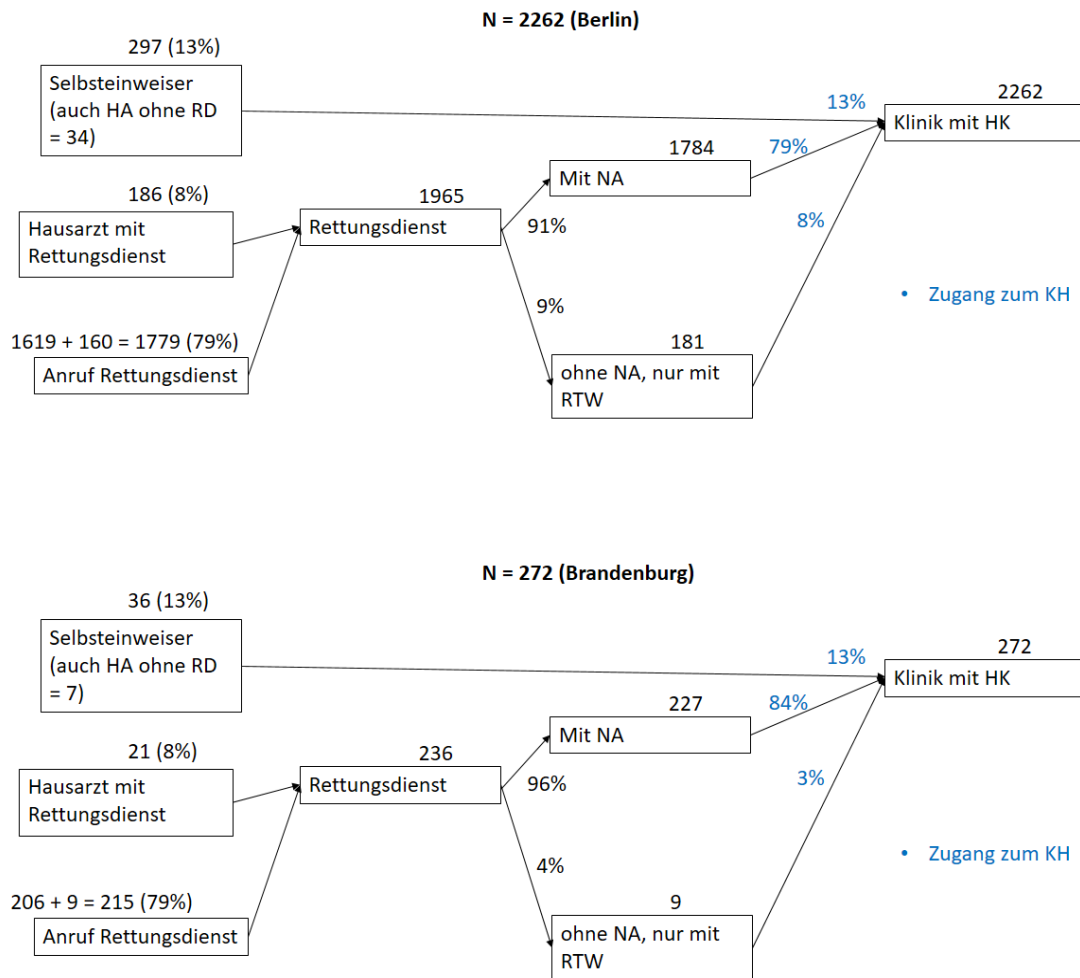 N = 2262 (Berlin)
297 (13%)
Selbsteinweiser
(auch HA ohne RD
= 34)
13%
2262
Klinik mit HK
1784
79%
Mit NA
186 (8%)
Hausarzt mit
Rettungsdienst
1965
Rettungsdienst
91%
8%
9%
• Zugang zum KH
1619 + 160 = 1779 (79%)
Anruf Rettungsdienst
181
ohne NA, nur mit
RTW
N = 272 (Brandenburg)
36 (13%)
Selbsteinweiser
(auch HA ohne RD
= 7)
13%
272
Klinik mit HK
227
84%
Mit NA
21 (8%)
Hausarzt mit
Rettungsdienst
236
Rettungsdienst
96%
3%
4%
• Zugang zum KH
206 + 9 = 215 (79%)
Anruf Rettungsdienst
9
ohne NA, nur mit
RTW